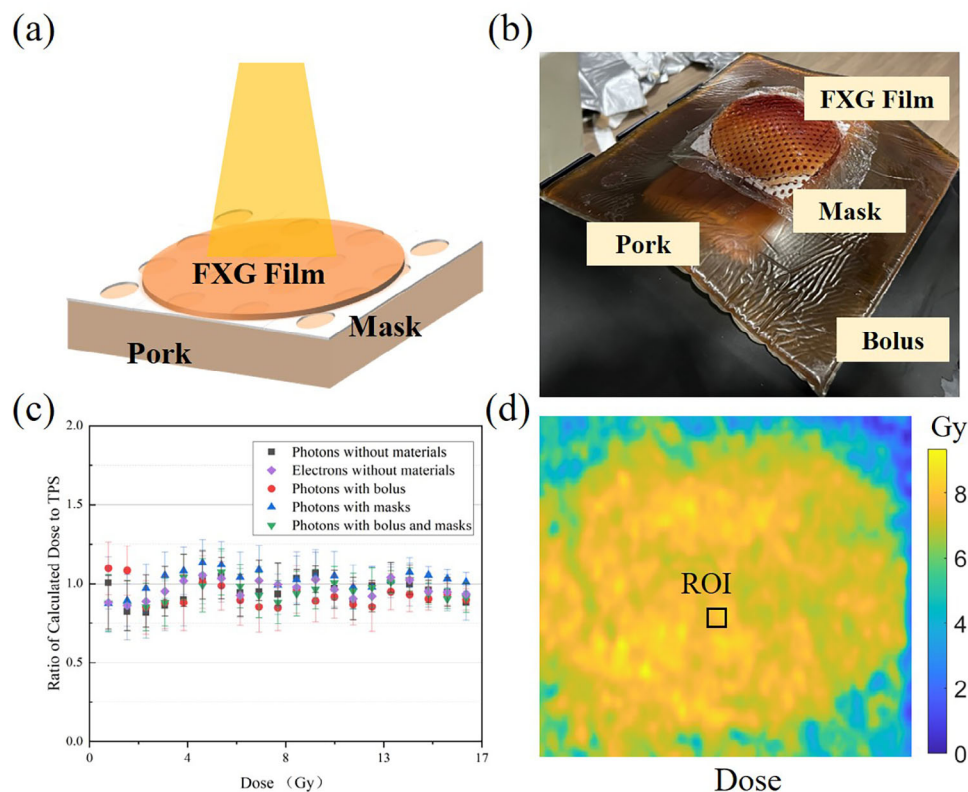 (a)
FXG Film
Mask
Pork
(b)
FXG Film
Mask
Pork
Bolus
(c)
2.0
1.5
1.0
0.5
0.0
Ratio of Calculated Dose to TPS
Photons without materials
Electrons without materials
Photons with bolus
Photons with masks
Photons with bolus and masks
0 4 8 13 17
Dose （Gy）
(d)
Gy
8
6
4
2
0
ROI
Dose